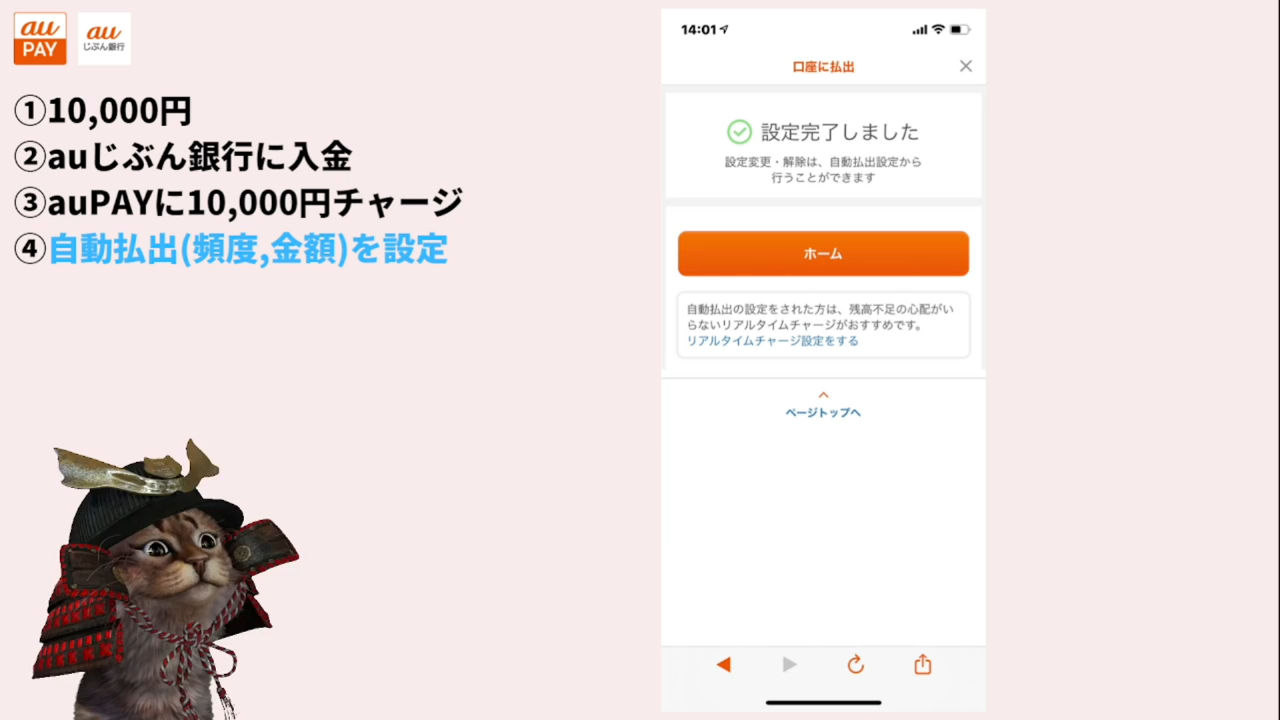 au
PAY
au
じぶん銀行
①10,000円
②auじぶん銀行に入金
③auPAYに10,000円チャージ
④自動払出(頻度,金額)を設定
14:01
口座に払出
設定完了しました
設定変更・解除は、自動払出設定から
行うことができます
ホーム
自動払出の設定をされた方は、残高不足の心配がい
らないリアルタイムチャージがおすすめです。
リアルタイムチャージ設定をする
ページトップへ